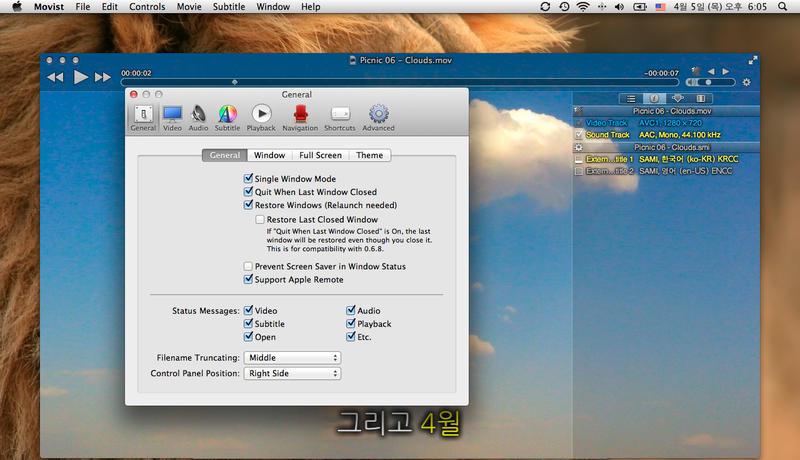 Movist File Edit Controls Movie Subtitle Window Help 4월 5일 (목) 오후 6:05
Picnic 06 - Clouds.mov
00:00:02 -00:00:07
General
General Video Audio Subtitle Playback Navigation Shortcuts Advanced
General Window Full Screen Theme
Single Window Mode
Quit When Last Window Closed
Restore Windows (Relaunch needed)
Restore Last Closed Window
If "Quit When Last Window Closed" is On, the last
window will be restored even though you close it.
This is for compatibility with 0.6.8.
Prevent Screen Saver in Window Status
Support Apple Remote
Status Messages: Video Audio
Subtitle Playback
Open Etc.
Filename Truncating: Middle
Control Panel Position: Right Side
Picnic 06 - Clouds.mov
Video Track AVC1, 1280 x 720
Sound Track AAC, Mono, 44.100 kHz
Picnic 06 - Clouds.smi
Extern...title 1 SAMI, 한국어 (ko-KR) KRCC
Extern...title 2 SAMI, 영어 (en-US) ENCC
그리고 4월